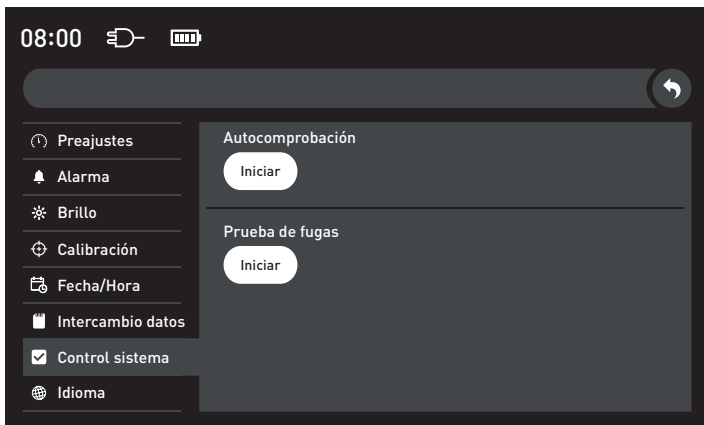 08:00
Preajustes
Alarma
Brillo
Calibración
Fecha/Hora
Intercambio datos
Control sistema
Idioma
Autocomprobación
Iniciar
Prueba de fugas
Iniciar